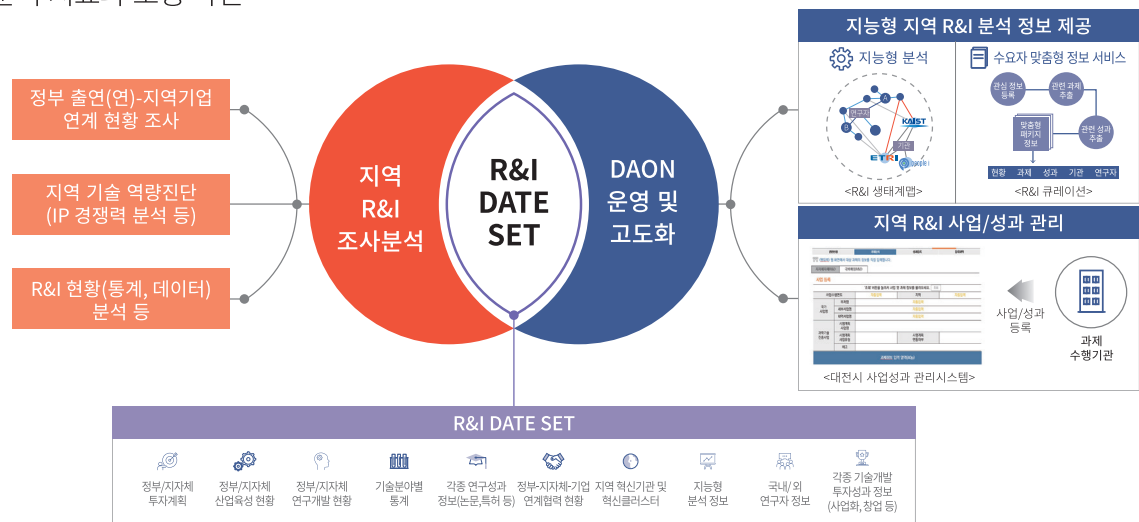 정부 출연(연)-지역기업
연계 현황 조사
지역 기술 역량진단
(IP 경쟁력 분석 등)
R&I 현황(통계, 데이터)
분석 등
지역
R&I
조사분석
R&I
DATE
SET
DAON
운영 및
고도화
지능형 지역 R&I 분석 정보 제공
지능형 분석
A
연구자
B
KAIST
기관
ETRI
<R&I 생태계맵>
수요자 맞춤형 정보 서비스
관심 정보
등록
관련 과제
추출
맞춤형
패키지
정보
관련 성과
추출
현황 과제 성과 기관 연구자
<R&I 큐레이션>
지역 R&I 사업/성과 관리
<대전시 사업성과 관리시스템>
사업/성과
등록
과제
수행기관
R&I DATE SET
정부/지자체
투자계획
정부/지자체
산업육성 현황
정부/지자체
연구개발 현황
기술분야별
통계
각종 연구성과
정보(논문,특허 등)
정부-지자체-기업
연계협력 현황
지역 혁신기관 및
혁신클러스터
지능형
분석 정보
국내/외
연구자 정보
각종 기술개발
투자성과 정보
(사업화, 창업 등)